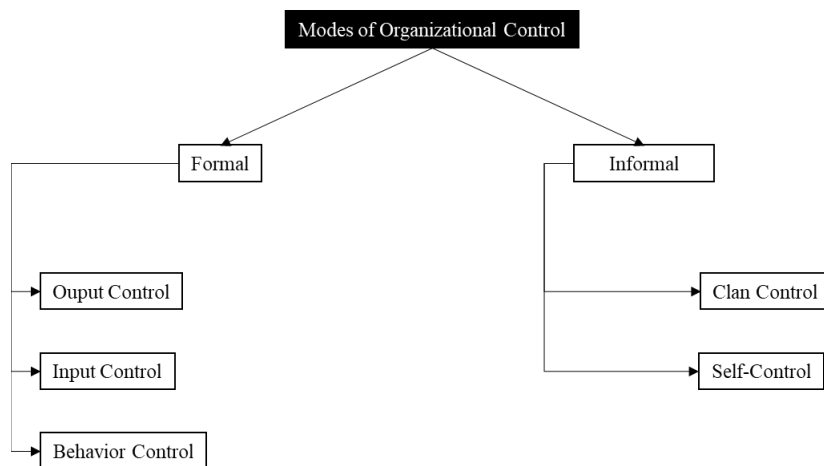 Modes of Organizational Control
Formal
Informal
Ouput Control
Clan Control
Input Control
Self-Control
Behavior Control